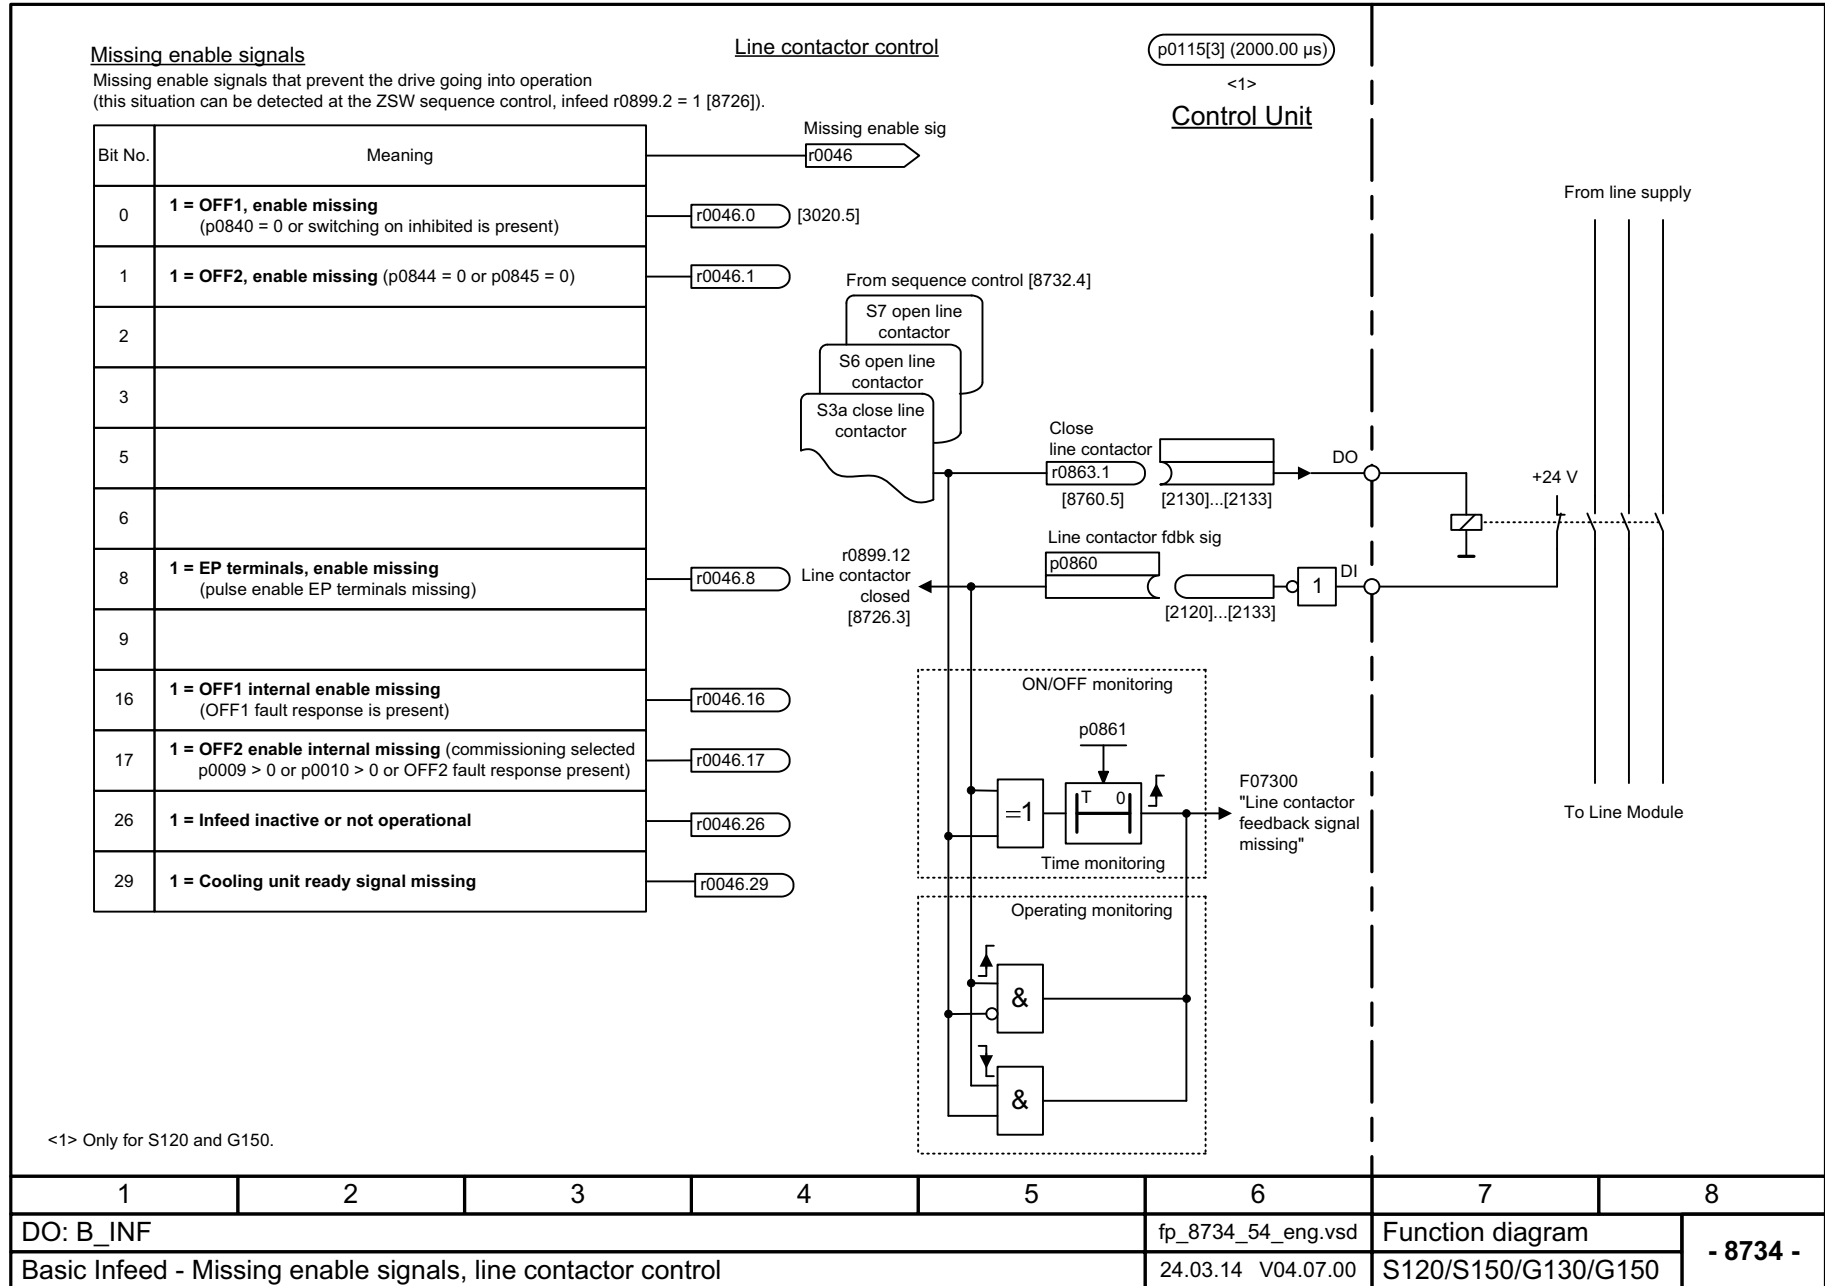 Missing enable signals
Line contactor control
p0115[3] (2000.00 µs)
<1>
Control Unit
Missing enable signals that prevent the drive going into operation
(this situation can be detected at the ZSW sequence control, infeed r0899.2 = 1 [8726]).
Bit No.
Meaning
Missing enable sig
r0046
0
1 = OFF1, enable missing
(p0840 = 0 or switching on inhibited is present)
r0046.0
[3020.5]
1
1 = OFF2, enable missing (p0844 = 0 or p0845 = 0)
r0046.1
2
3
5
6
8
1 = EP terminals, enable missing
(pulse enable EP terminals missing)
r0046.8
9
16
1 = OFF1 internal enable missing
(OFF1 fault response is present)
r0046.16
17
1 = OFF2 enable internal missing (commissioning selected
p0009 > 0 or p0010 > 0 or OFF2 fault response present)
r0046.17
26
1 = Infeed inactive or not operational
r0046.26
29
1 = Cooling unit ready signal missing
r0046.29
From sequence control [8732.4]
S7 open line
contactor
S6 open line
contactor
S3a close line
contactor
Close
line contactor
r0863.1
[8760.5]
[2130]...[2133]
DO
r0899.12
Line contactor
closed
[8726.3]
Line contactor fdbk sig
p0860
[2120]...[2133]
1
DI
From line supply
+24 V
To Line Module
ON/OFF monitoring
p0861
=1
T 0
Time monitoring
F07300
"Line contactor
feedback signal
missing"
Operating monitoring
&
&
<1> Only for S120 and G150.
1 2 3 4 5 6 7 8
DO: B_INF
fp_8734_54_eng.vsd
Function diagram
- 8734 -
Basic Infeed - Missing enable signals, line contactor control
24.03.14 V04.07.00
S120/S150/G130/G150